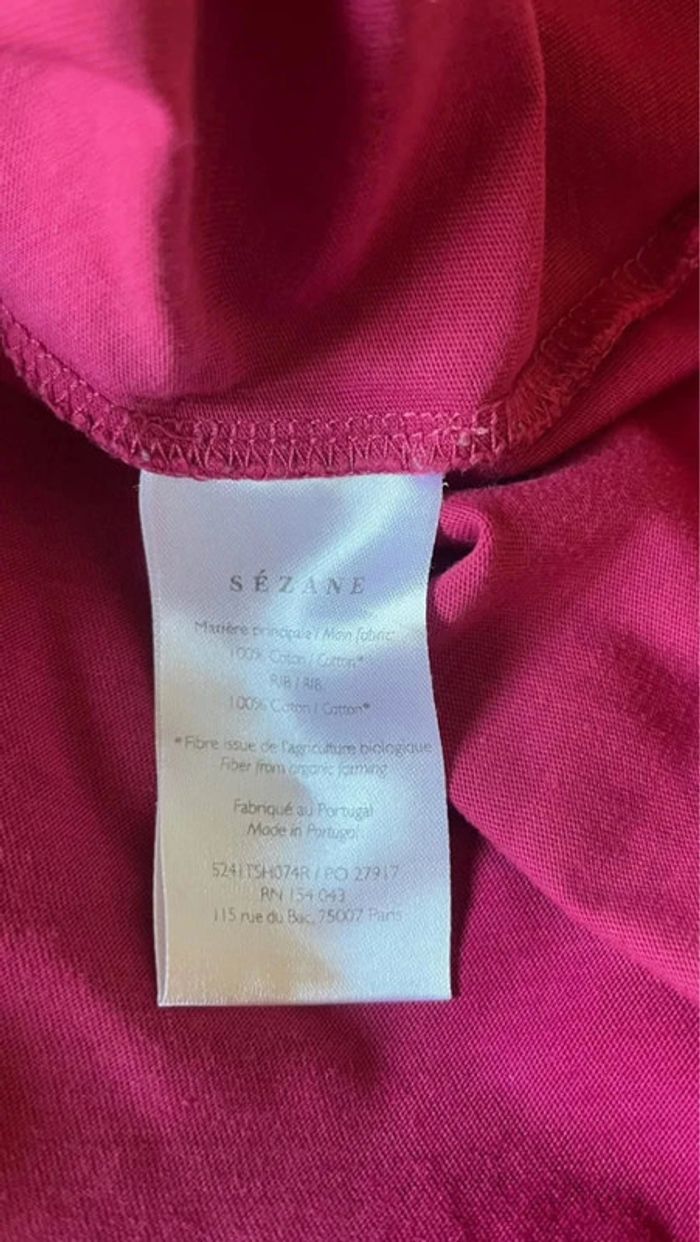 SÉZANE
Matière principale / Main fabric
100% Coton / Cotton*
RIB / RIB
100% Coton / Cotton*
*Fibre issue de l'agriculture biologique
Fiber from organic farming
Fabriqué au Portugal
Made in Portugal
5241TSH074R / PO 27917
RN 154 043
115 rue du Bac, 75007 Paris